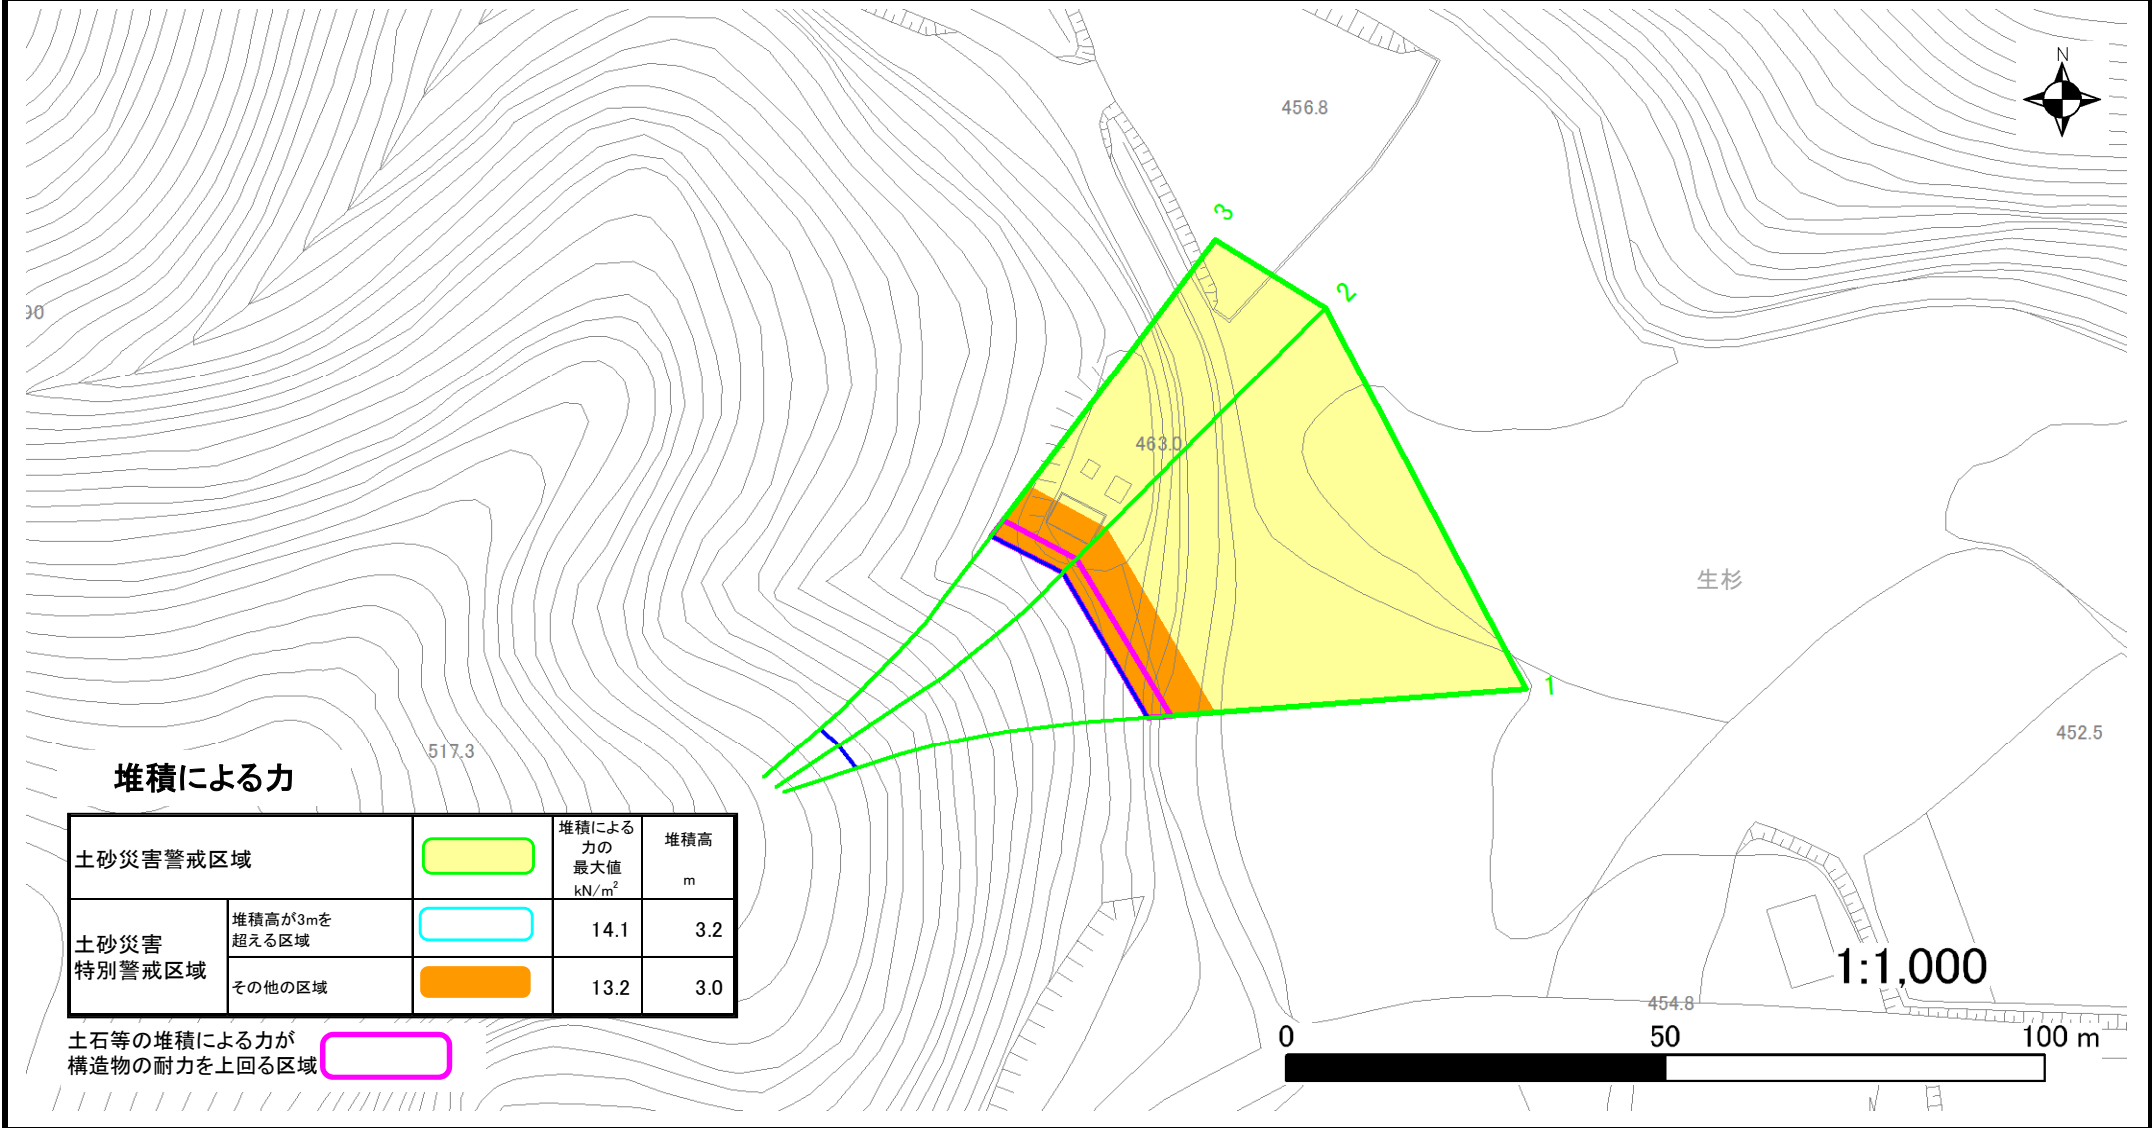 N
456.8
3
2
90
463.0
生杉
1
452.5
517.3
堆積による力
土砂災害警戒区域
堆積による
力の
最大値
kN/m²
堆積高
m
土砂災害
特別警戒区域
堆積高が3mを
超える区域
14.1
3.2
その他の区域
13.2
3.0
土石等の堆積による力が
構造物の耐力を上回る区域
1:1,000
454.8
0 50 100 m